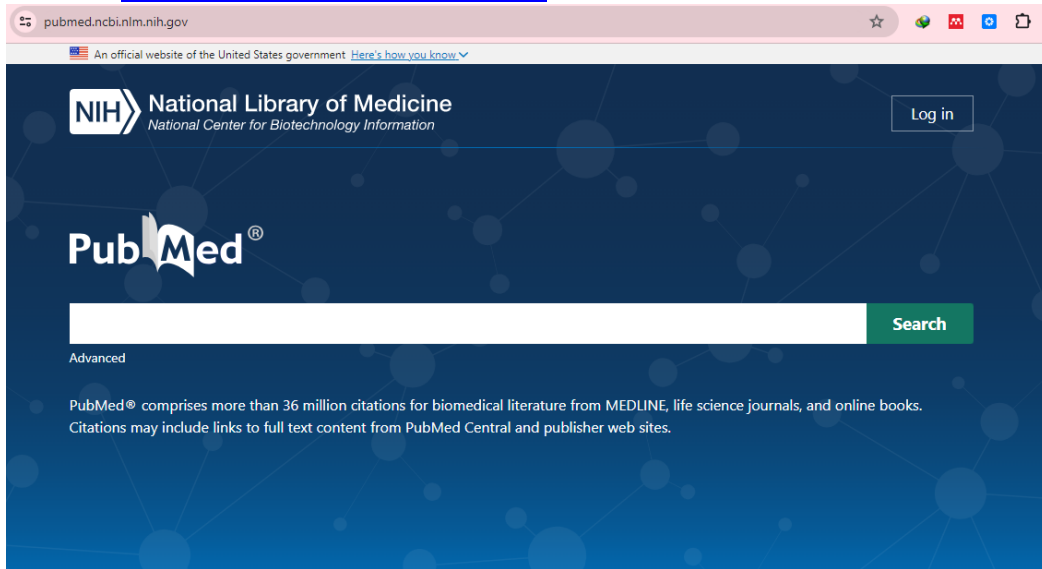 pubmed.ncbi.nlm.nih.gov
An official website of the United States government Here's how you know
NIH National Library of Medicine
National Center for Biotechnology Information
Log in
PubMed®
Search
Advanced
PubMed® comprises more than 36 million citations for biomedical literature from MEDLINE, life science journals, and online books.
Citations may include links to full text content from PubMed Central and publisher web sites.